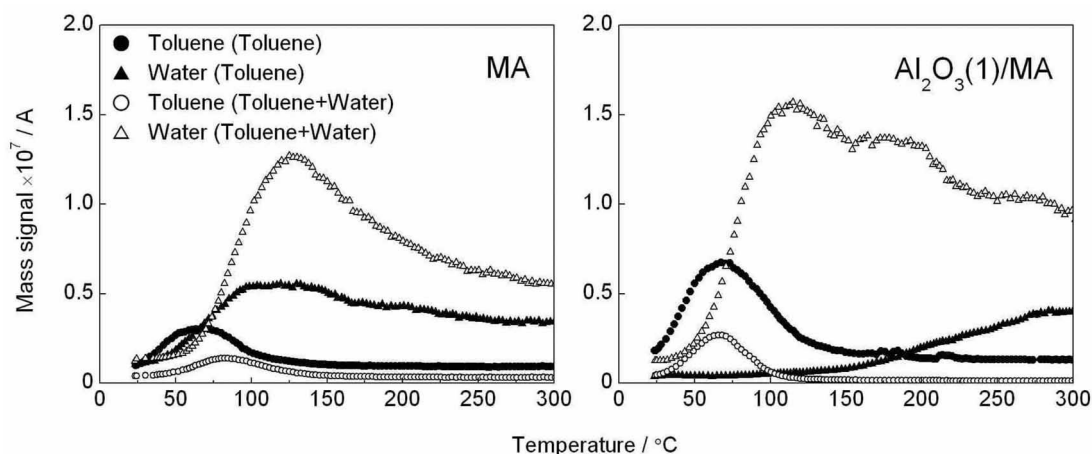 2.0
1.5
1.0
0.5
0
Mass signal ×10⁷ / A
Toluene (Toluene)
Water (Toluene)
Toluene (Toluene+Water)
Water (Toluene+Water)
MA
0 50 100 150 200 250 300
2.0
1.5
1.0
0.5
0
Al₂O₃(1)/MA
0 50 100 150 200 250 300
Temperature / °C